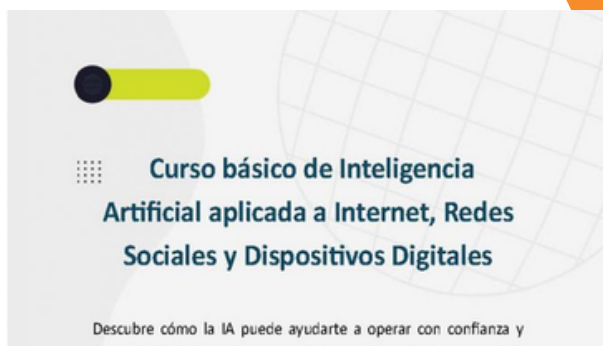 Curso básico de Inteligencia
Artificial aplicada a Internet, Redes
Sociales y Dispositivos Digitales
Descubre cómo la IA puede ayudarte a operar con confianza y